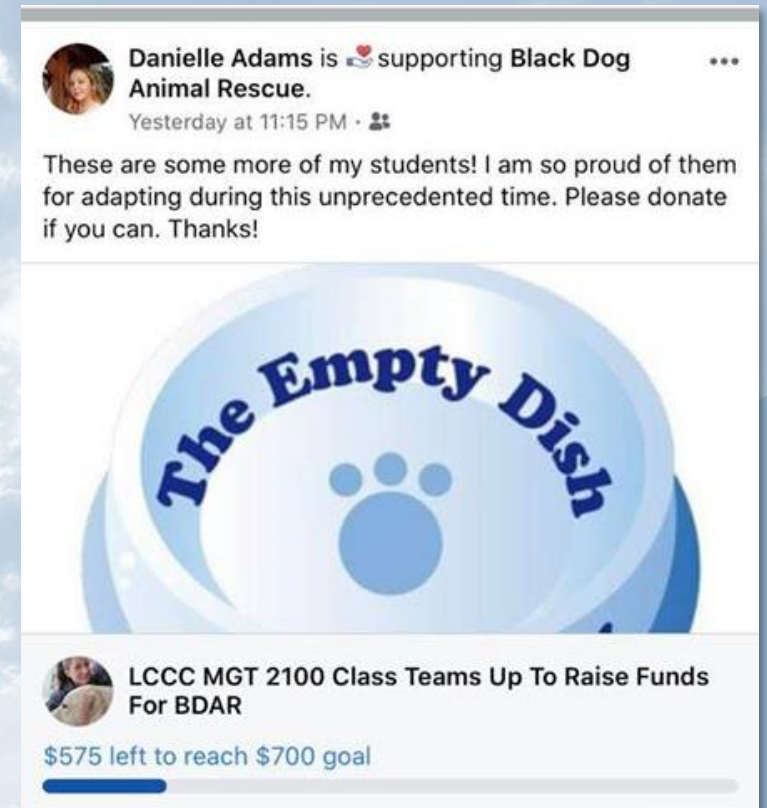 Danielle Adams is supporting Black Dog
Animal Rescue.
Yesterday at 11:15 PM ·
These are some more of my students! I am so proud of them
for adapting during this unprecedented time. Please donate
if you can. Thanks!
The Empty Dish
LCCC MGT 2100 Class Teams Up To Raise Funds
For BDAR
$575 left to reach $700 goal